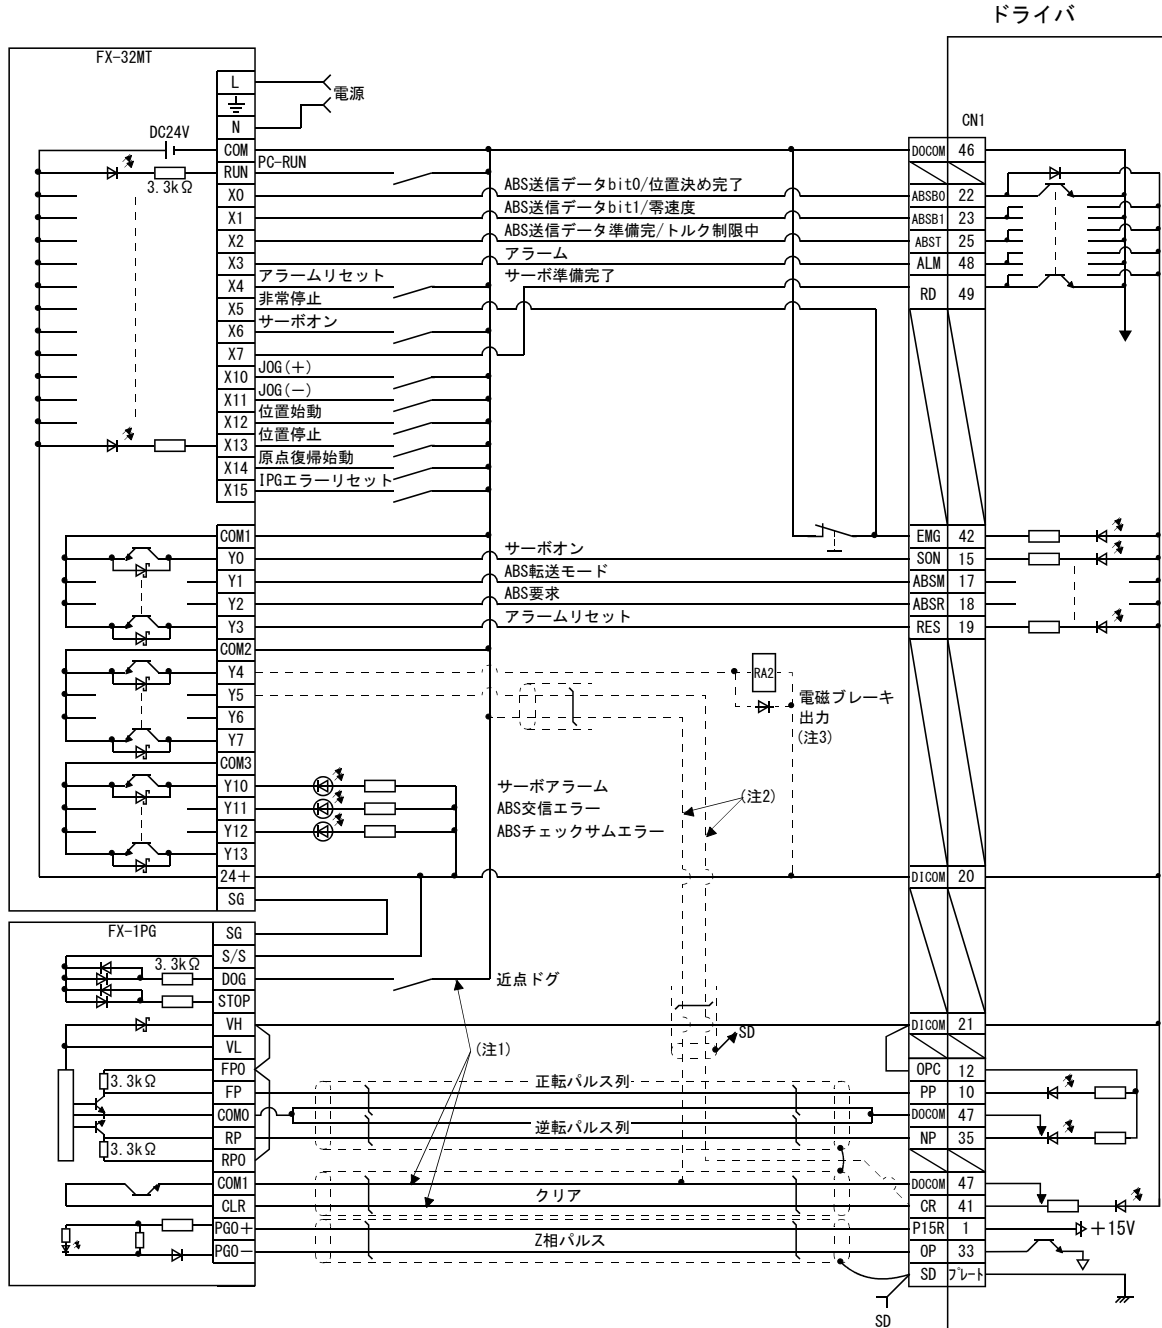 ドライバ
FX-32MT
L
電源
N
CN1
DC24V
COM
DOCOM 46
RUN PC-RUN
3.3kΩ
X0 ABS送信データbit0/位置決め完了 ABSB0 22
X1 ABS送信データbit1/零速度 ABSB1 23
X2 ABS送信データ準備完/トルク制限中 ABST 25
X3 アラーム ALM 48
X4 アラームリセット サーボ準備完了 RD 49
X5 非常停止
X6 サーボオン
X7
X10 JOG(+)
X11 JOG(-)
X12 位置始動
X13 位置停止
X14 原点復帰始動
X15 IPGエラーリセット
COM1 EMG 42
Y0 サーボオン SON 15
Y1 ABS転送モード ABSM 17
Y2 ABS要求 ABSR 18
Y3 アラームリセット RES 19
COM2
Y4 RA2
Y5 電磁ブレーキ
Y6 出力
Y7 (注3)
COM3
Y10 サーボアラーム
(注2)
Y11 ABS交信エラー
Y12 ABSチェックサムエラー
Y13
24+ DICOM 20
SG
FX-1PG
SG
S/S
3.3kΩ
DOG 近点ドグ
STOP
VH DICOM 21
SD
VL (注1)
FPO OPC 12
3.3kΩ
FP 正転パルス列 PP 10
COM0 DOCOM 47
RP 逆転パルス列 NP 35
3.3kΩ
RPO
COM1 DOCOM 47
CLR クリア CR 41
PG0+ P15R 1 +15V
PG0- Z相パルス OP 33
SD プレート
SD